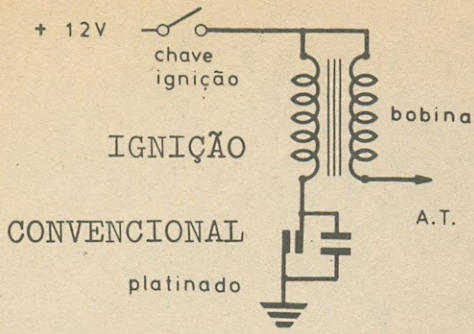 + 12V
chave
ignição
bobina
IGNIÇÃO
A.T.
CONVENCIONAL
platinado